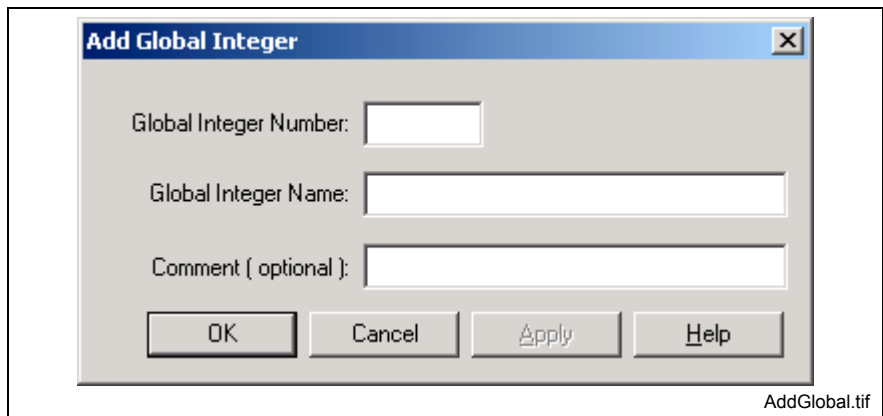 Add Global Integer
Global Integer Number:
Global Integer Name:
Comment ( optional ):
OK Cancel Apply Help
AddGlobal.tif